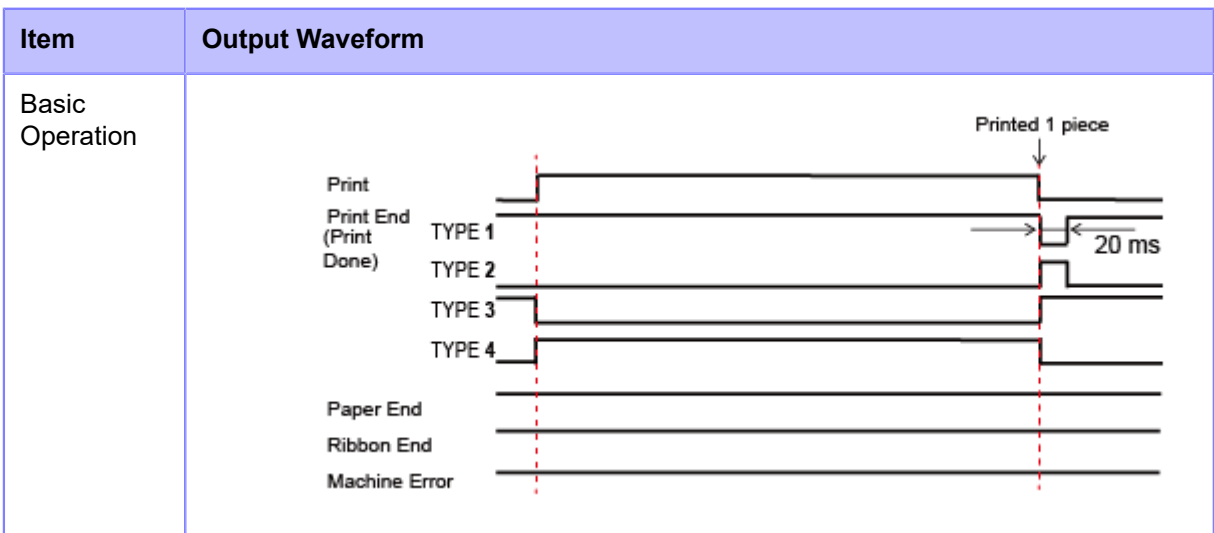 Item Output Waveform
Basic
Operation
Printed 1 piece
Print
Print End
(Print
Done)
TYPE 1
20 ms
TYPE 2
TYPE 3
TYPE 4
Paper End
Ribbon End
Machine Error